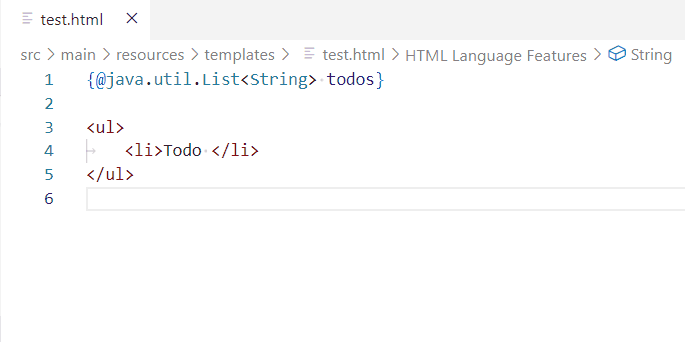 test.html ×
src > main > resources > templates > test.html > HTML Language Features > String
1 {@java.util.List<String> todos}
2
3 <ul>
4 <li>Todo </li>
5 </ul>
6